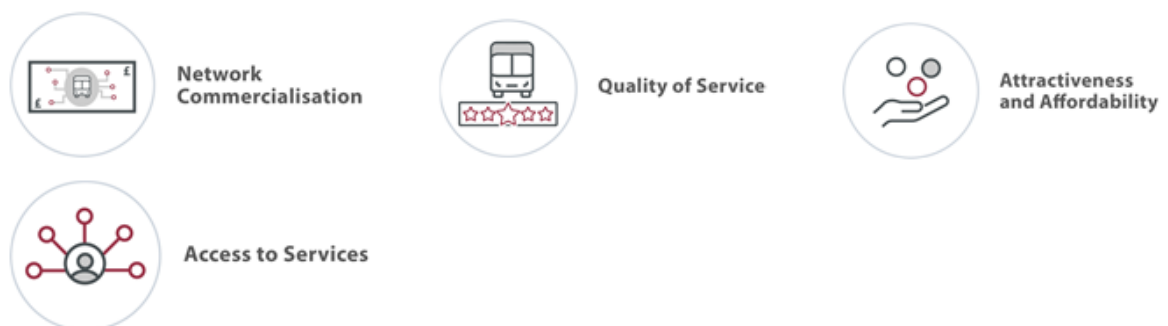 £
£
Network
Commercialisation
Quality of Service
Attractiveness
and Affordability
Access to Services